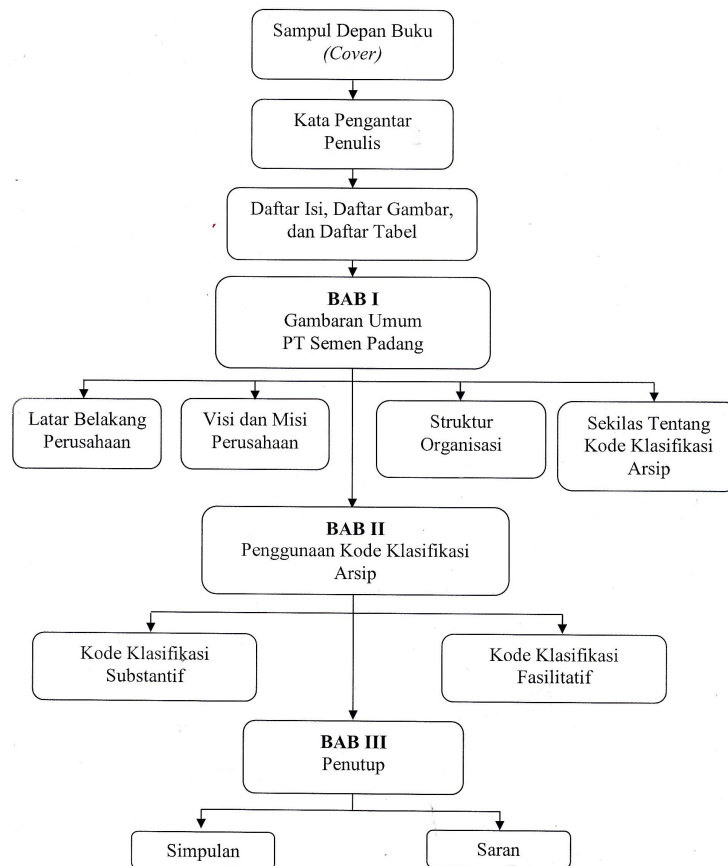 Sampul Depan Buku
(Cover)
Kata Pengantar
Penulis
Daftar Isi, Daftar Gambar,
dan Daftar Tabel
BAB I
Gambaran Umum
PT Semen Padang
Latar Belakang
Perusahaan
Visi dan Misi
Perusahaan
Struktur
Organisasi
Sekilas Tentang
Kode Klasifikasi
Arsip
BAB II
Penggunaan Kode Klasifikasi
Arsip
Kode Klasifikasi
Substantif
Kode Klasifikasi
Fasilitatif
BAB III
Penutup
Simpulan
Saran